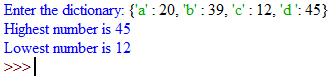 Enter the dictionary: {'a' : 20, 'b' : 39, 'c' : 12, 'd ': 45}
Highest number is 45
Lowest number is 12
>>>